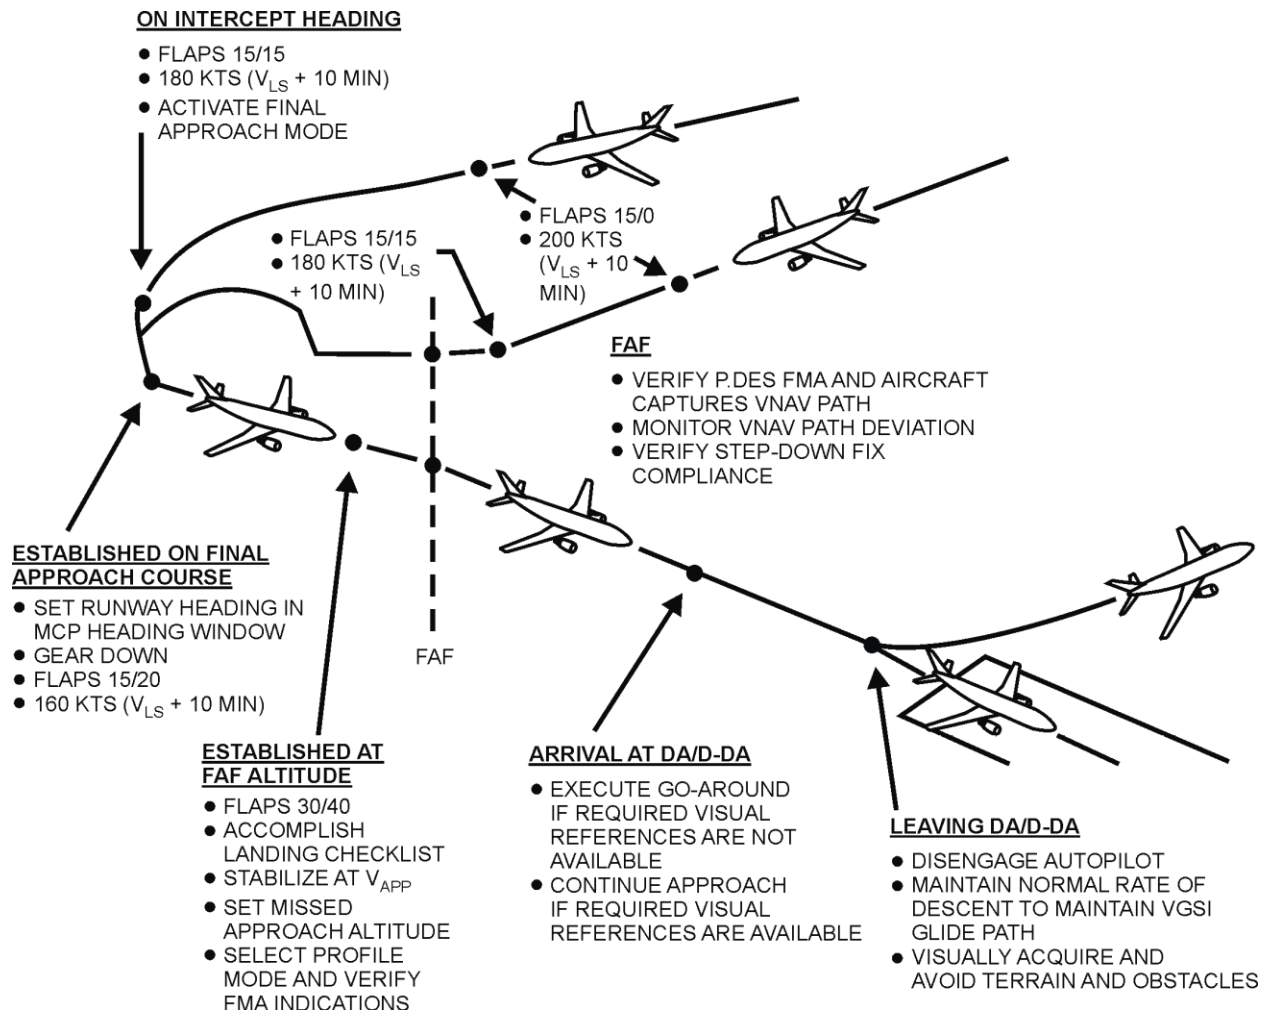 ON INTERCEPT HEADING
● FLAPS 15/15
● 180 KTS (VLS + 10 MIN)
● ACTIVATE FINAL
APPROACH MODE
● FLAPS 15/0
● 200 KTS
(VLS + 10
MIN)
● FLAPS 15/15
● 180 KTS (VLS
+ 10 MIN)
FAF
● VERIFY P.DES FMA AND AIRCRAFT
CAPTURES VNAV PATH
● MONITOR VNAV PATH DEVIATION
● VERIFY STEP-DOWN FIX
COMPLIANCE
FAF
ESTABLISHED ON FINAL
APPROACH COURSE
● SET RUNWAY HEADING IN
MCP HEADING WINDOW
● GEAR DOWN
● FLAPS 15/20
● 160 KTS (VLS + 10 MIN)
ESTABLISHED AT
FAF ALTITUDE
● FLAPS 30/40
● ACCOMPLISH
LANDING CHECKLIST
● STABILIZE AT VAPP
● SET MISSED
APPROACH ALTITUDE
● SELECT PROFILE
MODE AND VERIFY
FMA INDICATIONS
ARRIVAL AT DA/D-DA
● EXECUTE GO-AROUND
IF REQUIRED VISUAL
REFERENCES ARE NOT
AVAILABLE
● CONTINUE APPROACH
IF REQUIRED VISUAL
REFERENCES ARE AVAILABLE
LEAVING DA/D-DA
● DISENGAGE AUTOPILOT
● MAINTAIN NORMAL RATE OF
DESCENT TO MAINTAIN VGSI
GLIDE PATH
● VISUALLY ACQUIRE AND
AVOID TERRAIN AND OBSTACLES